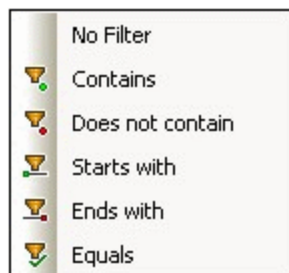 No Filter
Contains
Does not contain
Starts with
Ends with
Equals